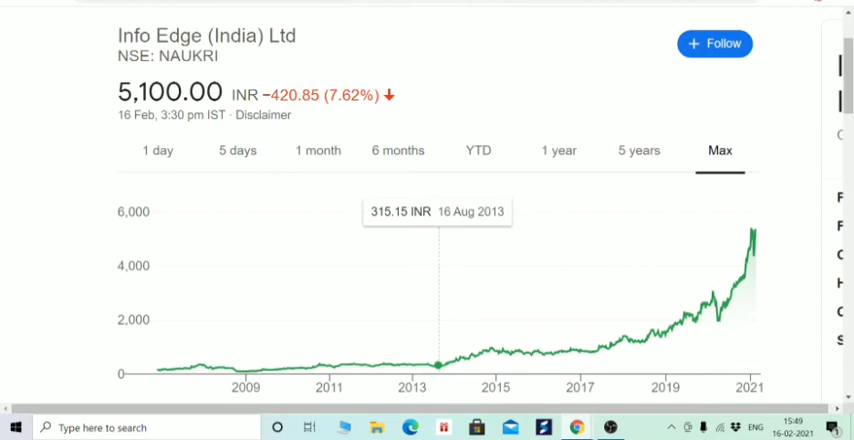 Info Edge (India) Ltd
NSE: NAUKRI
+ Follow
5,100.00 INR −420.85 (7.62%)
16 Feb, 3:30 pm IST · Disclaimer
1 day 5 days 1 month 6 months YTD 1 year 5 years Max
315.15 INR 16 Aug 2013
6,000
4,000
2,000
0
2009 2011 2013 2015 2017 2019 2021
Type here to search
ENG
15:49
16-02-2021